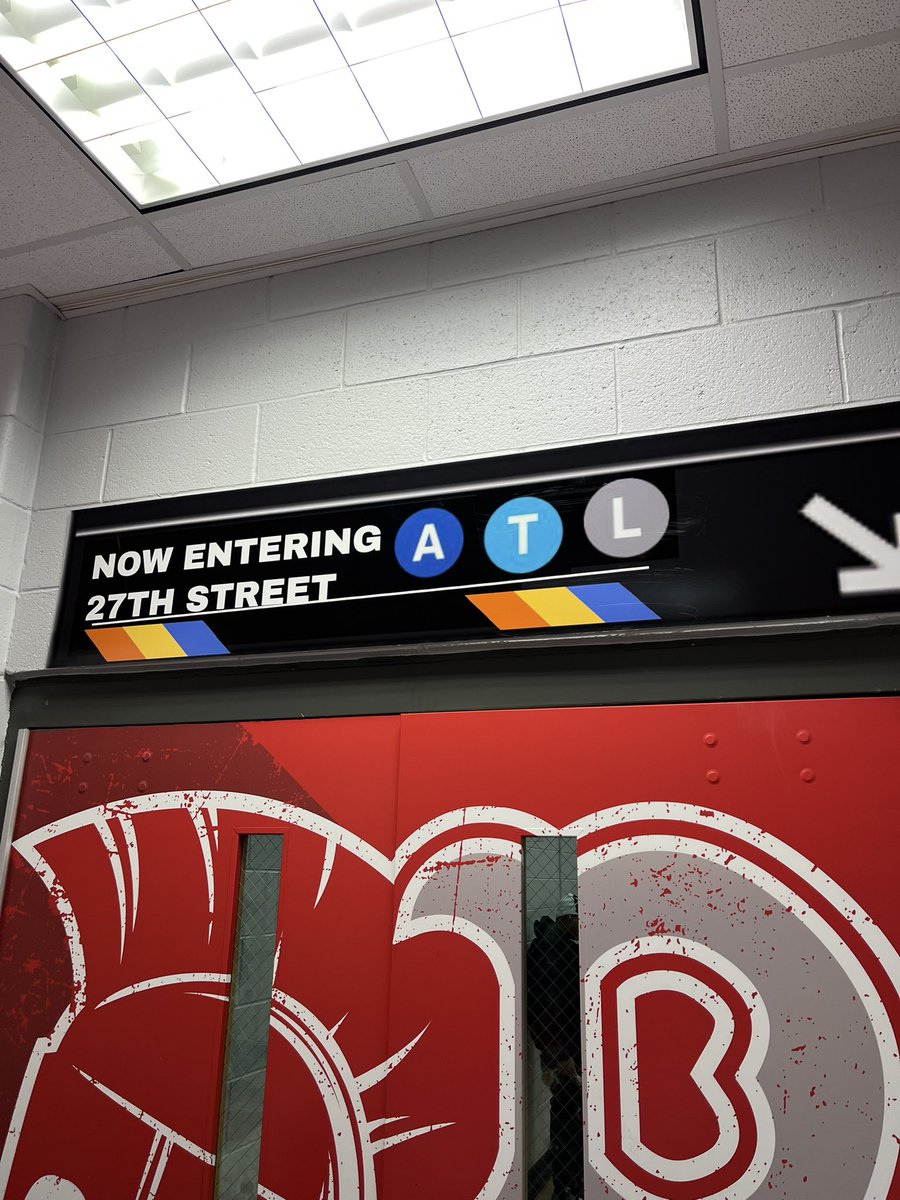 NOW ENTERING
27TH STREET
A T L
B